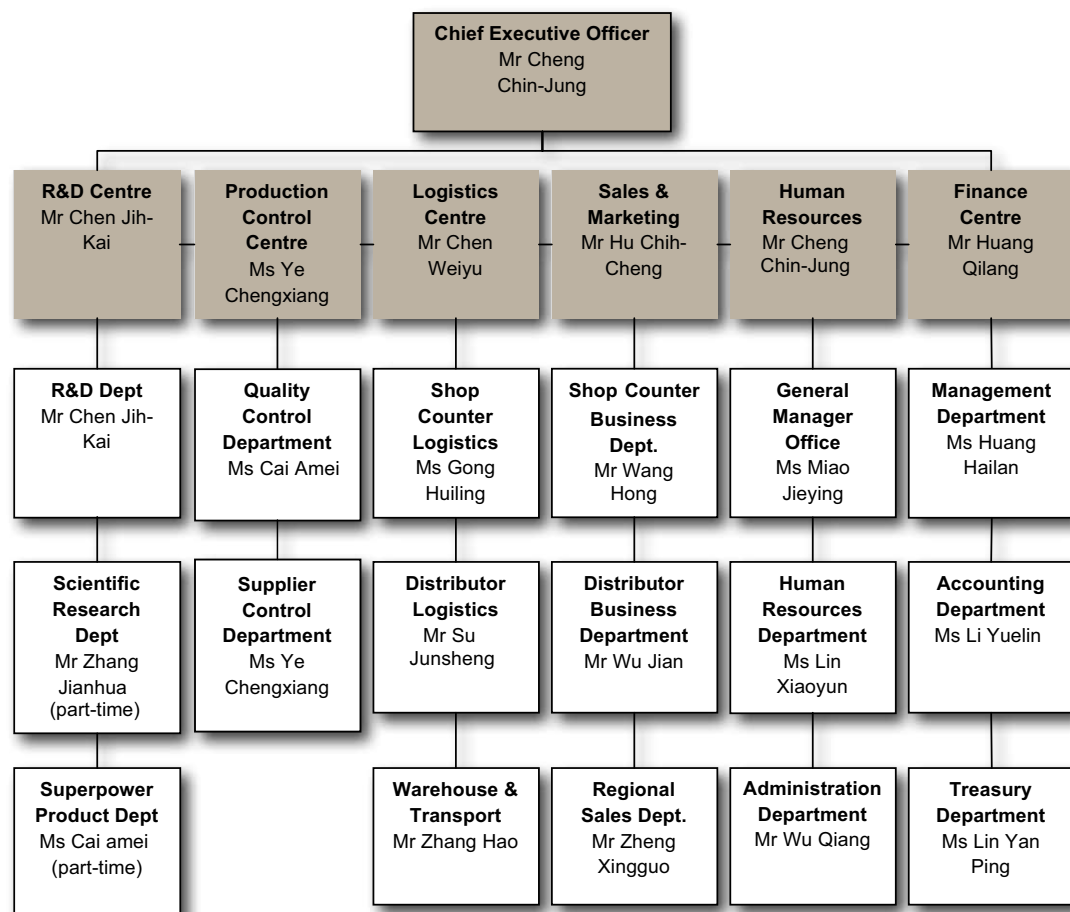 Chief Executive Officer
Mr Cheng
Chin-Jung
R&D Centre
Mr Chen Jih-
Kai
Production
Control
Centre
Ms Ye
Chengxiang
Logistics
Centre
Mr Chen
Weiyu
Sales &
Marketing
Mr Hu Chih-
Cheng
Human
Resources
Mr Cheng
Chin-Jung
Finance
Centre
Mr Huang
Qilang
R&D Dept
Mr Chen Jih-
Kai
Quality
Control
Department
Ms Cai Amei
Shop
Counter
Logistics
Ms Gong
Huiling
Shop Counter
Business
Dept.
Mr Wang
Hong
General
Manager
Office
Ms Miao
Jieying
Management
Department
Ms Huang
Hailan
Scientific
Research
Dept
Mr Zhang
Jianhua
(part-time)
Supplier
Control
Department
Ms Ye
Chengxiang
Distributor
Logistics
Mr Su
Junsheng
Distributor
Business
Department
Mr Wu Jian
Human
Resources
Department
Ms Lin
Xiaoyun
Accounting
Department
Ms Li Yuelin
Superpower
Product Dept
Ms Cai amei
(part-time)
Warehouse &
Transport
Mr Zhang Hao
Regional
Sales Dept.
Mr Zheng
Xingguo
Administration
Department
Mr Wu Qiang
Treasury
Department
Ms Lin Yan
Ping